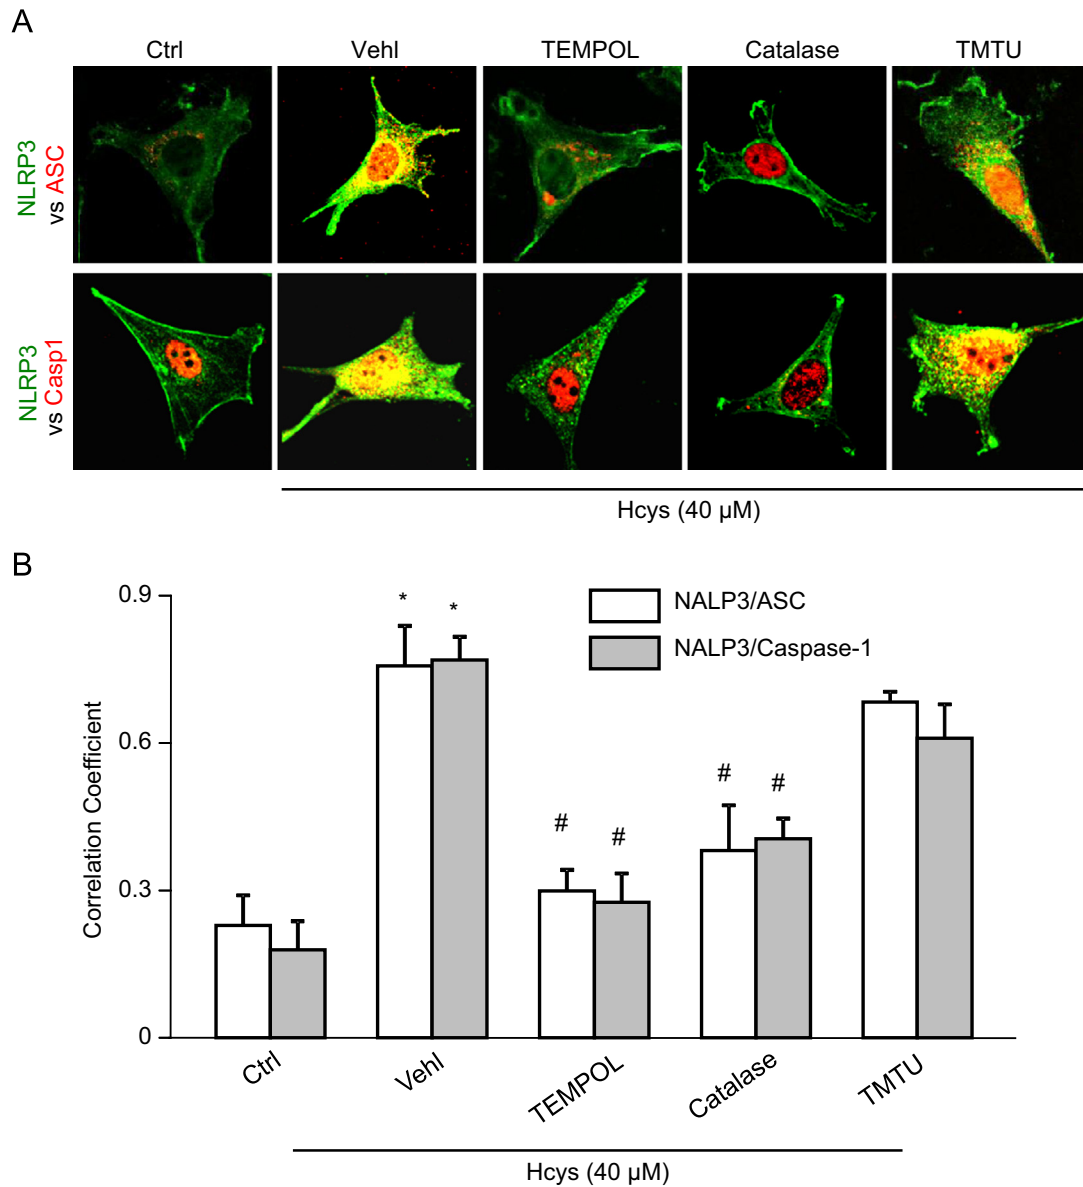 A
Ctrl Vehl TEMPOL Catalase TMTU
NLRP3
vs ASC
NLRP3
vs Casp1
Hcys (40 μM)
B
Correlation Coefficient
0.9
0.6
0.3
0
* *
# #
# #
NALP3/ASC
NALP3/Caspase-1
Ctrl Vehl TEMPOL Catalase TMTU
Hcys (40 μM)